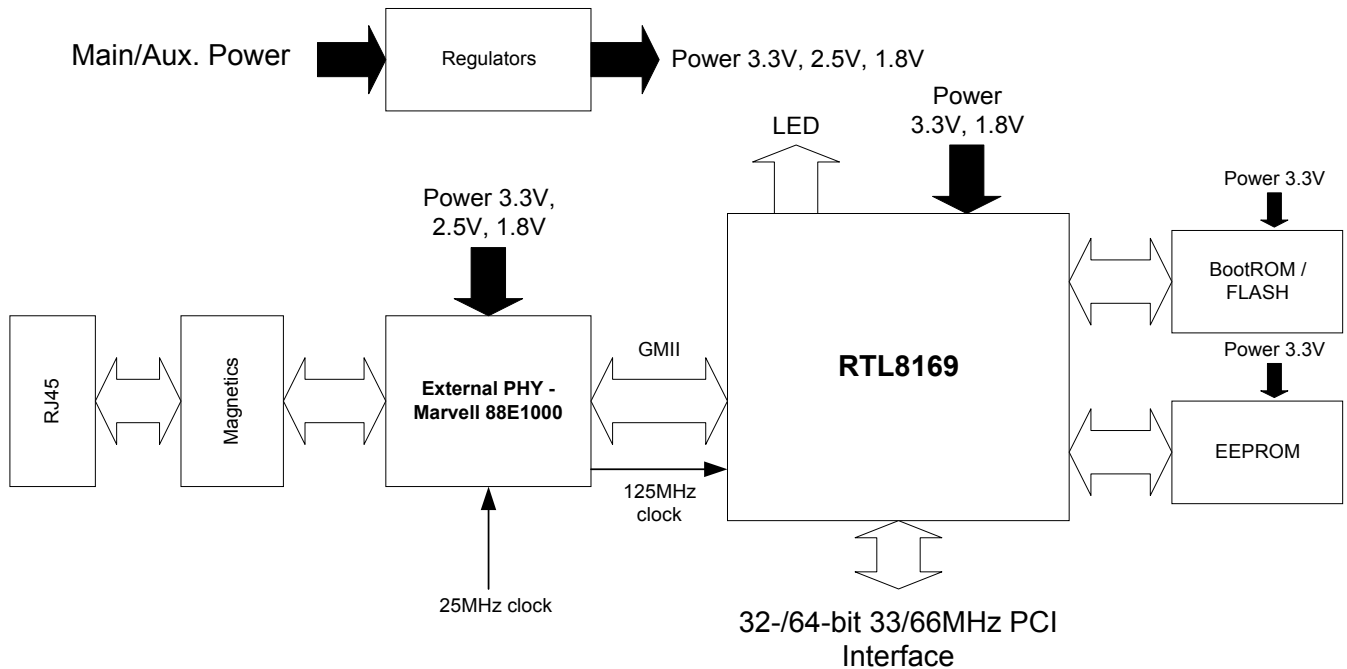 Main/Aux. Power
Regulators
Power 3.3V, 2.5V, 1.8V
LED
Power
3.3V, 1.8V
Power 3.3V,
2.5V, 1.8V
Power 3.3V
BootROM /
FLASH
RJ45
Magnetics
External PHY -
Marvell 88E1000
GMII
RTL8169
Power 3.3V
EEPROM
125MHz
clock
25MHz clock
32-/64-bit 33/66MHz PCI
Interface